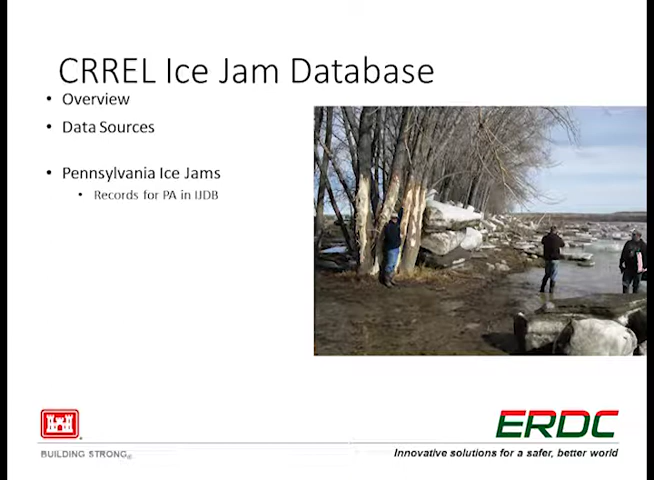 CRREL Ice Jam Database
• Overview
• Data Sources
• Pennsylvania Ice Jams
• Records for PA in IJDB
BUILDING STRONG®
ERDC
Innovative solutions for a safer, better world